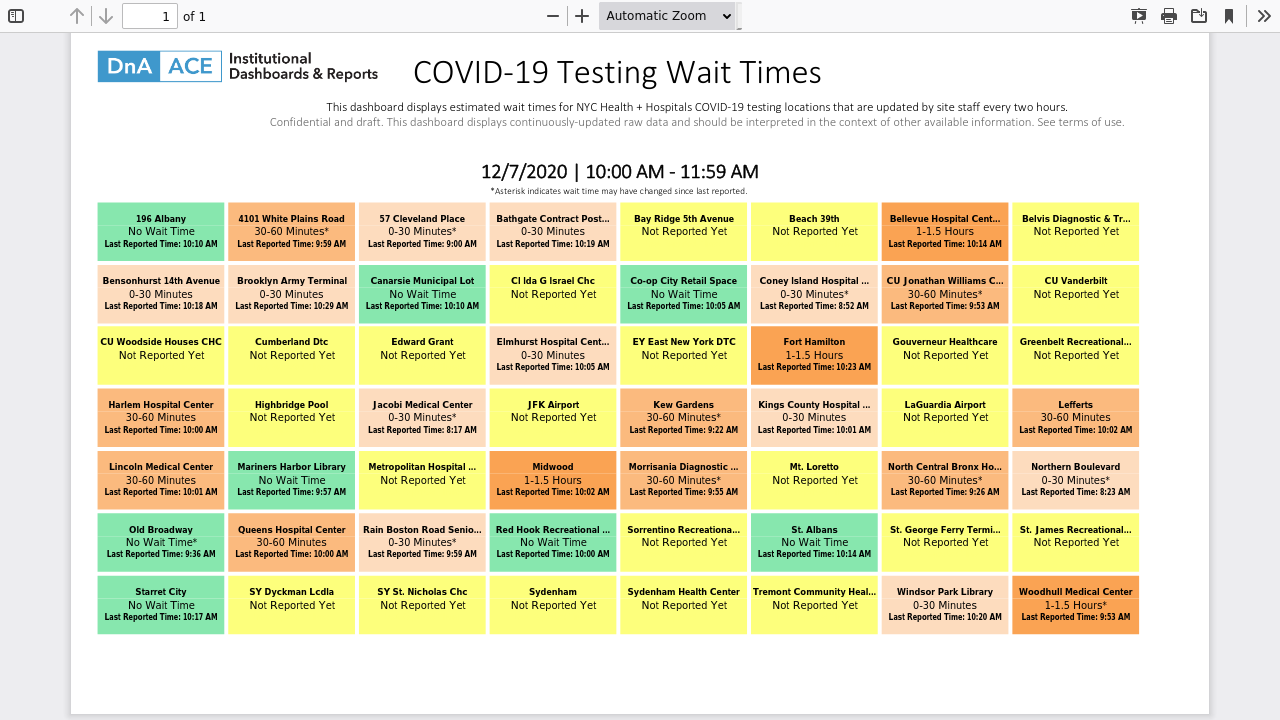 1 of 1
Automatic Zoom
DnA ACE Institutional
Dashboards & Reports
COVID-19 Testing Wait Times
This dashboard displays estimated wait times for NYC Health + Hospitals COVID-19 testing locations that are updated by site staff every two hours.
Confidential and draft. This dashboard displays continuously-updated raw data and should be interpreted in the context of other available information. See terms of use.
12/7/2020 | 10:00 AM - 11:59 AM
*Asterisk indicates wait time may have changed since last reported.
196 Albany
No Wait Time
Last Reported Time: 10:10 AM
4101 White Plains Road
30-60 Minutes*
Last Reported Time: 9:59 AM
57 Cleveland Place
0-30 Minutes*
Last Reported Time: 9:00 AM
Bathgate Contract Post...
0-30 Minutes
Last Reported Time: 10:19 AM
Bay Ridge 5th Avenue
Not Reported Yet
Beach 39th
Not Reported Yet
Bellevue Hospital Cent...
1-1.5 Hours
Last Reported Time: 10:14 AM
Belvis Diagnostic & Tr...
Not Reported Yet
Bensonhurst 14th Avenue
0-30 Minutes
Last Reported Time: 10:18 AM
Brooklyn Army Terminal
0-30 Minutes
Last Reported Time: 10:29 AM
Canarsie Municipal Lot
No Wait Time
Last Reported Time: 10:10 AM
Cl Ida G Israel Chc
Not Reported Yet
Co-op City Retail Space
No Wait Time
Last Reported Time: 10:05 AM
Coney Island Hospital ...
0-30 Minutes*
Last Reported Time: 8:52 AM
CU Jonathan Williams C...
30-60 Minutes*
Last Reported Time: 9:53 AM
CU Vanderbilt
Not Reported Yet
CU Woodside Houses CHC
Not Reported Yet
Cumberland Dtc
Not Reported Yet
Edward Grant
Not Reported Yet
Elmhurst Hospital Cent...
0-30 Minutes
Last Reported Time: 10:05 AM
EY East New York DTC
Not Reported Yet
Fort Hamilton
1-1.5 Hours
Last Reported Time: 10:23 AM
Gouverneur Healthcare
Not Reported Yet
Greenbelt Recreational...
Not Reported Yet
Harlem Hospital Center
30-60 Minutes
Last Reported Time: 10:00 AM
Highbridge Pool
Not Reported Yet
Jacobi Medical Center
0-30 Minutes*
Last Reported Time: 8:17 AM
JFK Airport
Not Reported Yet
Kew Gardens
30-60 Minutes*
Last Reported Time: 9:22 AM
Kings County Hospital ...
0-30 Minutes
Last Reported Time: 10:01 AM
LaGuardia Airport
Not Reported Yet
Lefferts
30-60 Minutes
Last Reported Time: 10:02 AM
Lincoln Medical Center
30-60 Minutes
Last Reported Time: 10:01 AM
Mariners Harbor Library
No Wait Time
Last Reported Time: 9:57 AM
Metropolitan Hospital ...
Not Reported Yet
Midwood
1-1.5 Hours
Last Reported Time: 10:02 AM
Morrisania Diagnostic ...
30-60 Minutes*
Last Reported Time: 9:55 AM
Mt. Loretto
Not Reported Yet
North Central Bronx Ho...
30-60 Minutes*
Last Reported Time: 9:26 AM
Northern Boulevard
0-30 Minutes*
Last Reported Time: 8:23 AM
Old Broadway
No Wait Time*
Last Reported Time: 9:36 AM
Queens Hospital Center
30-60 Minutes
Last Reported Time: 10:00 AM
Rain Boston Road Senio...
0-30 Minutes*
Last Reported Time: 9:59 AM
Red Hook Recreational ...
No Wait Time
Last Reported Time: 10:00 AM
Sorrentino Recreationa...
Not Reported Yet
St. Albans
No Wait Time
Last Reported Time: 10:14 AM
St. George Ferry Termi...
Not Reported Yet
St. James Recreational...
Not Reported Yet
Starret City
No Wait Time
Last Reported Time: 10:17 AM
SY Dyckman Lcdla
Not Reported Yet
SY St. Nicholas Chc
Not Reported Yet
Sydenham
Not Reported Yet
Sydenham Health Center
Not Reported Yet
Tremont Community Heal...
Not Reported Yet
Windsor Park Library
0-30 Minutes
Last Reported Time: 10:20 AM
Woodhull Medical Center
1-1.5 Hours*
Last Reported Time: 9:53 AM